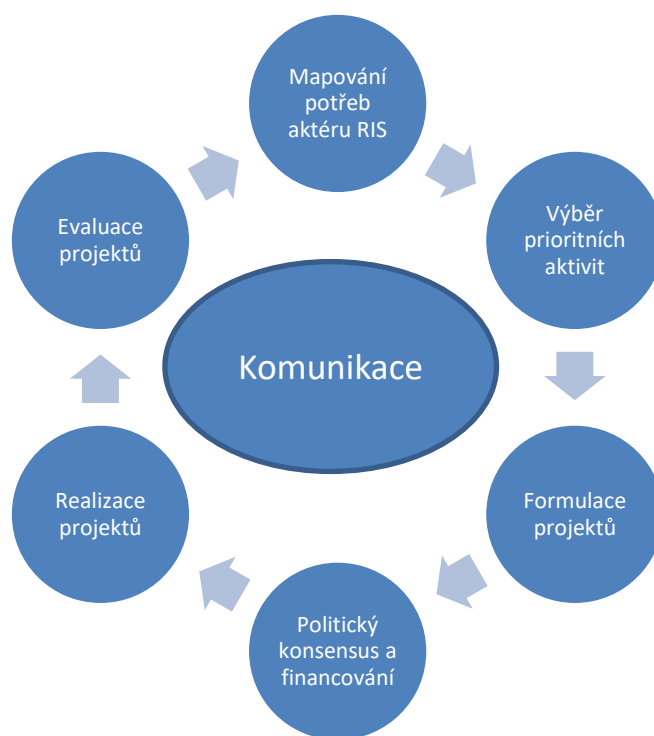 Mapování
potřeb
aktéru RIS
Výběr
prioritních
aktivit
Formulace
projektů
Politický
konsensus a
financování
Realizace
projektů
Evaluace
projektů
Komunikace